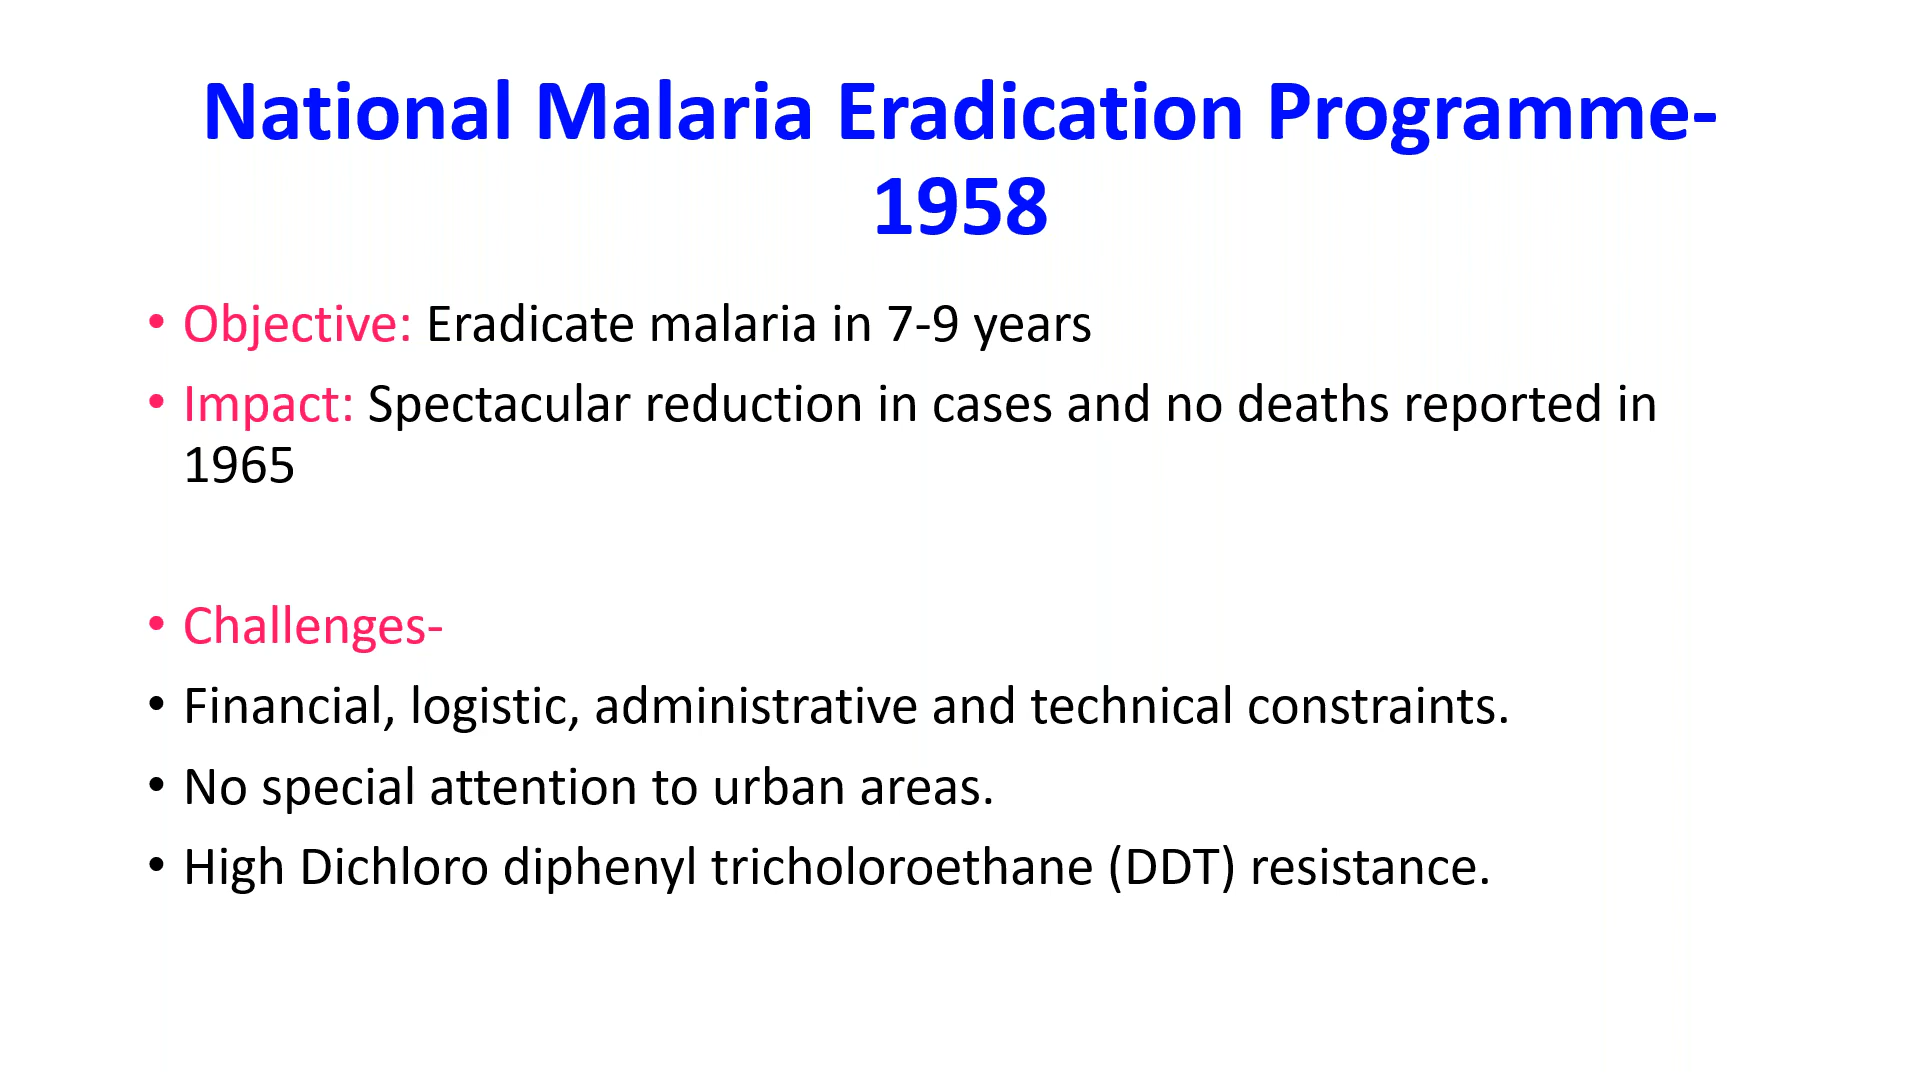 National Malaria Eradication Programme-
1958
• Objective: Eradicate malaria in 7-9 years
• Impact: Spectacular reduction in cases and no deaths reported in
1965
• Challenges-
• Financial, logistic, administrative and technical constraints.
• No special attention to urban areas.
• High Dichloro diphenyl tricholoroethane (DDT) resistance.